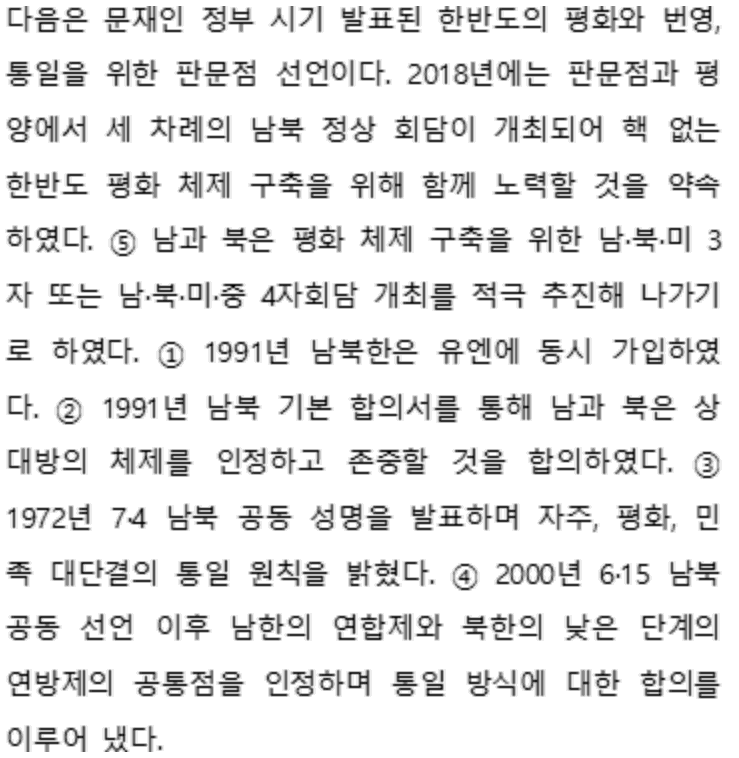 다음은 문재인 정부 시기 발표된 한반도의 평화와 번영,
통일을 위한 판문점 선언이다. 2018년에는 판문점과 평
양에서 세 차례의 남북 정상 회담이 개최되어 핵 없는
한반도 평화 체제 구축을 위해 함께 노력할 것을 약속
하였다. ⑤ 남과 북은 평화 체제 구축을 위한 남·북·미 3
자 또는 남·북·미·중 4자회담 개최를 적극 추진해 나가기
로 하였다. ① 1991년 남북한은 유엔에 동시 가입하였
다. ② 1991년 남북 기본 합의서를 통해 남과 북은 상
대방의 체제를 인정하고 존중할 것을 합의하였다. ③
1972년 7·4 남북 공동 성명을 발표하며 자주, 평화, 민
족 대단결의 통일 원칙을 밝혔다. ④ 2000년 6·15 남북
공동 선언 이후 남한의 연합제와 북한의 낮은 단계의
연방제의 공통점을 인정하며 통일 방식에 대한 합의를
이루어 냈다.